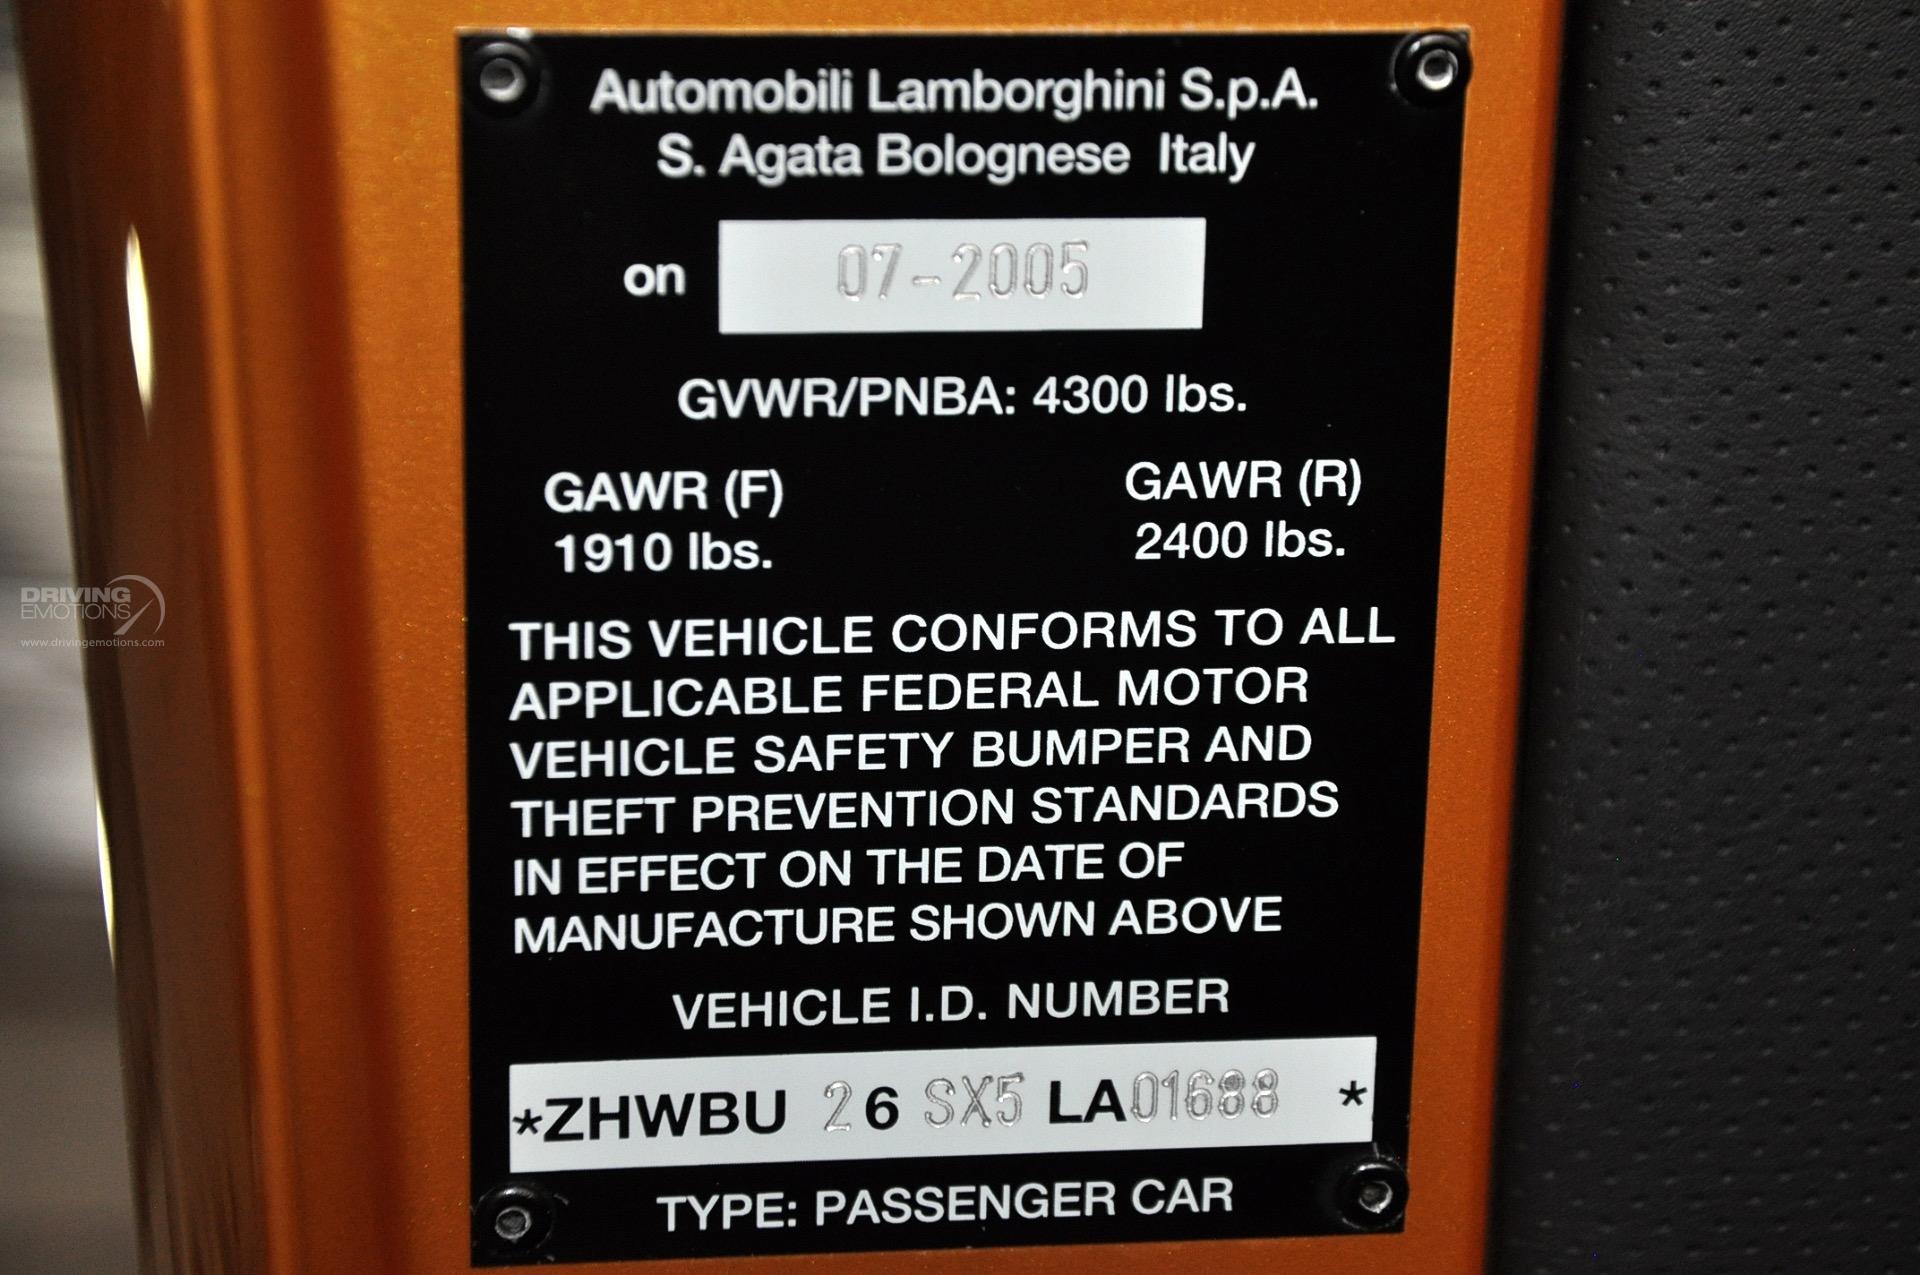 Automobili Lamborghini S.p.A.
S. Agata Bolognese Italy
on 07-2005
GVWR/PNBA: 4300 lbs.
GAWR (F) GAWR (R)
1910 lbs. 2400 lbs.
THIS VEHICLE CONFORMS TO ALL
APPLICABLE FEDERAL MOTOR
VEHICLE SAFETY BUMPER AND
THEFT PREVENTION STANDARDS
IN EFFECT ON THE DATE OF
MANUFACTURE SHOWN ABOVE
VEHICLE I.D. NUMBER
*ZHWBU 26 SX5 LA01688 *
TYPE: PASSENGER CAR
DRIVING
EMOTIONS
www.drivingemotions.com